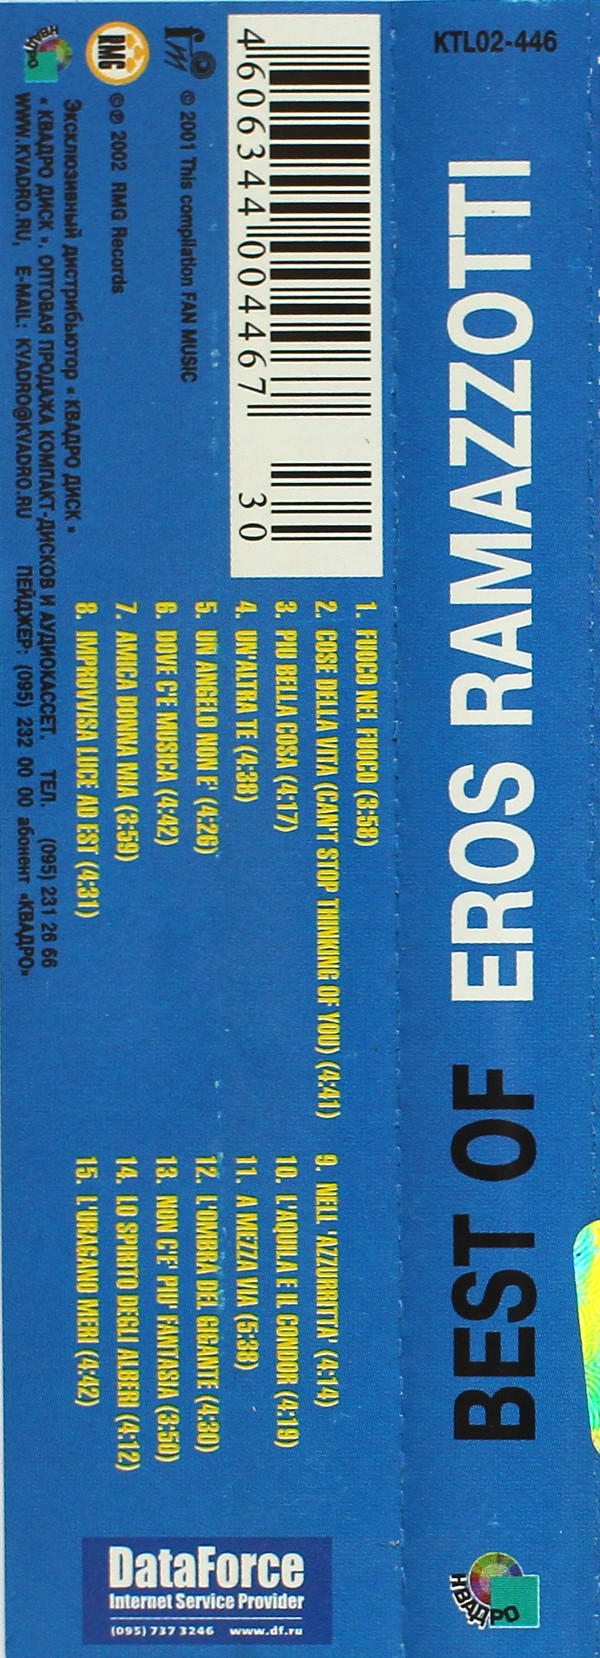 KTL02-446
BEST OF EROS RAMAZZOTTI
КВАДРО
4 606344 004467
30
1. FUOCO NEL FUOCO (3:58)
2. COSE DELLA VITA (CAN'T STOP THINKING OF YOU) (4:41)
3. PIU BELLA COSA (4:17)
4. UN'ALTRA TE (4:38)
5. UN ANGELO NON E' (4:26)
6. DOVE C'E MUSICA (4:42)
7. AMICA DONNA MIA (3:59)
8. IMPROVVISA LUCE AD EST (4:31)
9. NELL 'AZZURRITTA' (4:14)
10. L'AQUILA E IL CONDOR (4:19)
11. A MEZZA VIA (5:38)
12. L'OMBRA DEL GIGANTE (4:30)
13. NON C'E' PIU' FANTASIA (3:50)
14. LO SPIRITO DEGLI ALBERI (4:12)
15. L'URAGANO MERI (4:42)
fm
© 2001 This compilation FAN MUSIC
RMG
©℗ 2002 RMG Records
КВАДРО
Эксклюзивный дистрибьютор « КВАДРО ДИСК »
« КВАДРО ДИСК », ОПТОВАЯ ПРОДАЖА КОМПАКТ-ДИСКОВ И АУДИОКАССЕТ. ТЕЛ. (095) 231 26 66
WWW.KVADRO.RU, E-MAIL: KVADRO@KVADRO.RU ПЕЙДЖЕР: (095) 232 00 00 абонент «КВАДРО»
DataForce
Internet Service Provider
(095) 737 3246 www.df.ru